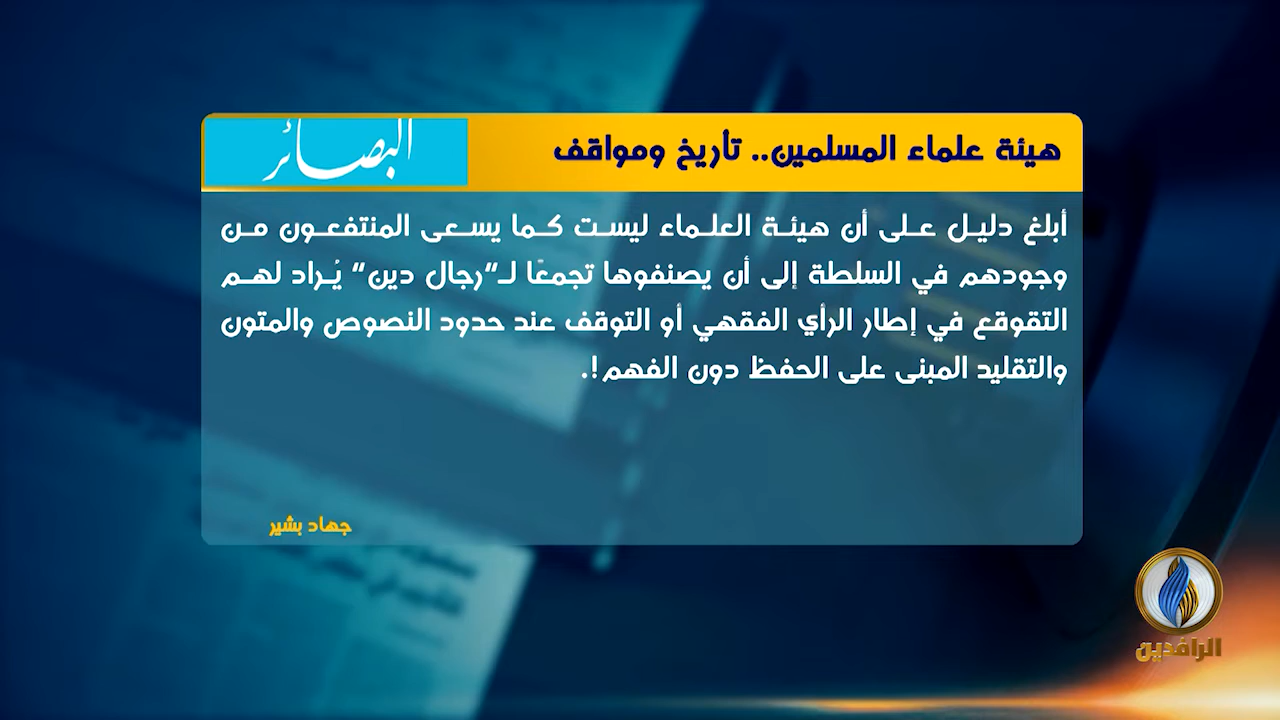 هيئة علماء المسلمين.. تأريخ ومواقف
البصائر
أبلغ دليل على أن هيئة العلماء ليست كما يسعى المنتفعون من
وجودهم في السلطة إلى أن يصنفوها تجمعًا لـ“رجال دين” يُراد لهم
التقوقع في إطار الرأي الفقهي أو التوقف عند حدود النصوص والمتون
والتقليد المبنى على الحفظ دون الفهم!.
جهاد بشير
الرافدين